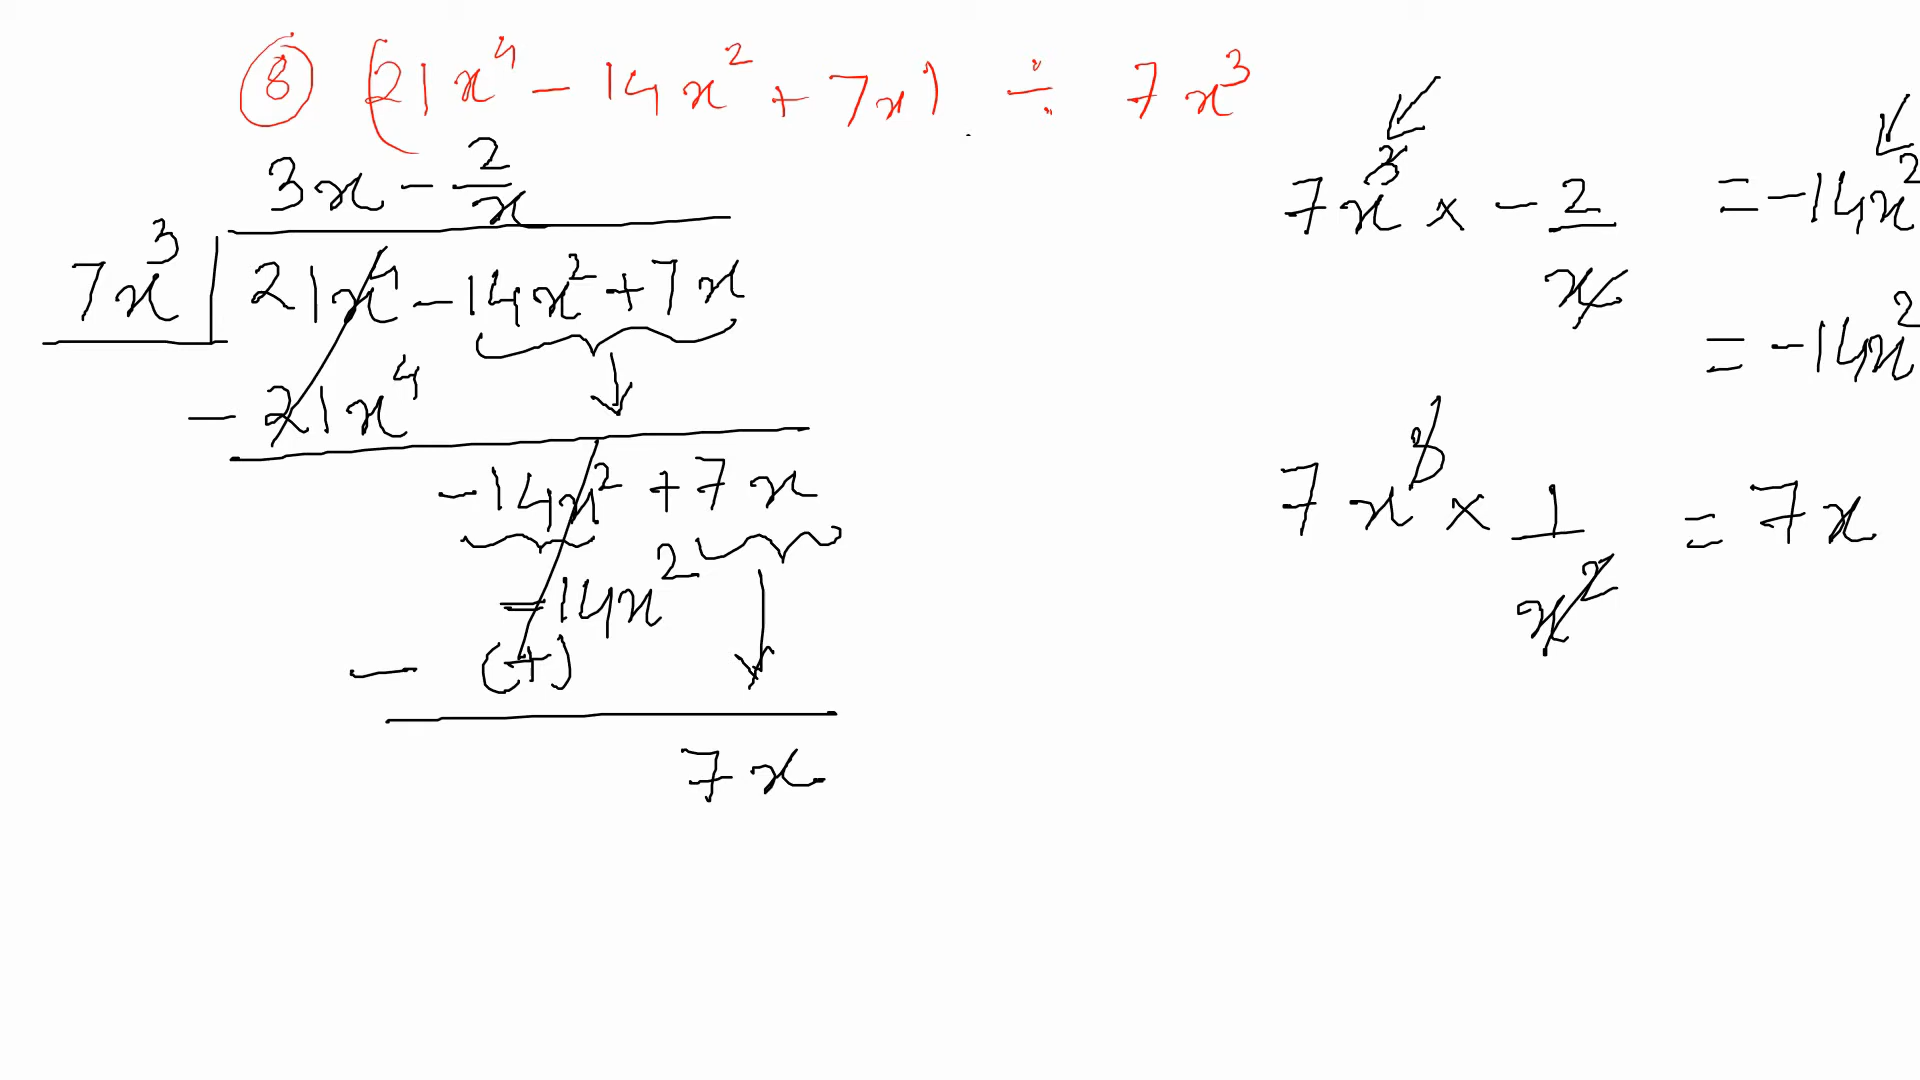 ⑧ (21x⁴ - 14x² + 7x) ÷ 7x³
3x - 2/x
7x³ 21x⁴ - 14x² + 7x
- 21x⁴
-14x² + 7x
-14x²
- (+)
7x
7x³ × - 2/x = -14x²
= -14x²
7x³ × 1/x² = 7x